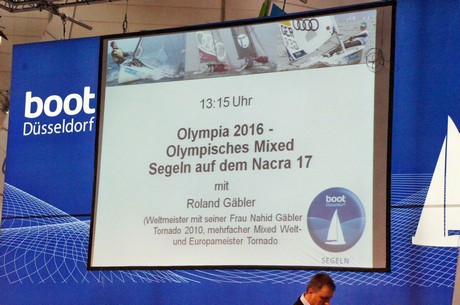 boot
Düsseldorf
13:15 Uhr
Olympia 2016 -
Olympisches Mixed
Segeln auf dem Nacra 17
mit
Roland Gäbler
(Weltmeister mit seiner Frau Nahid Gäbler
Tornado 2010, mehrfacher Mixed Welt-
und Europameister Tornado
boot
Düsseldorf
SEGELN